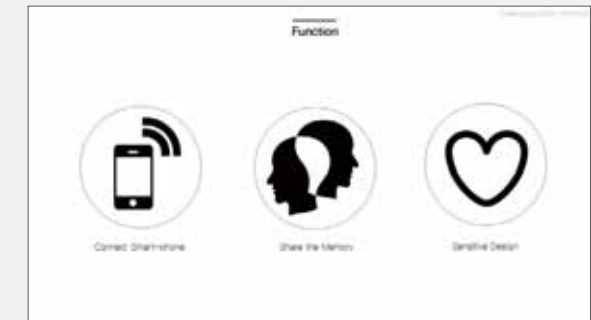 Function
Connect Smart-phone
Share the Memory
Sensitive Design